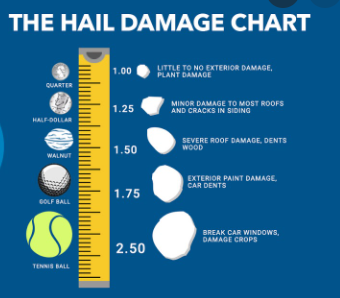 THE HAIL DAMAGE CHART
QUARTER
1.00
LITTLE TO NO EXTERIOR DAMAGE,
PLANT DAMAGE
HALF-DOLLAR
1.25
MINOR DAMAGE TO MOST ROOFS
AND CRACKS IN SIDING
WALNUT
1.50
SEVERE ROOF DAMAGE, DENTS
WOOD
GOLF BALL
1.75
EXTERIOR PAINT DAMAGE,
CAR DENTS
TENNIS BALL
2.50
BREAK CAR WINDOWS,
DAMAGE CROPS